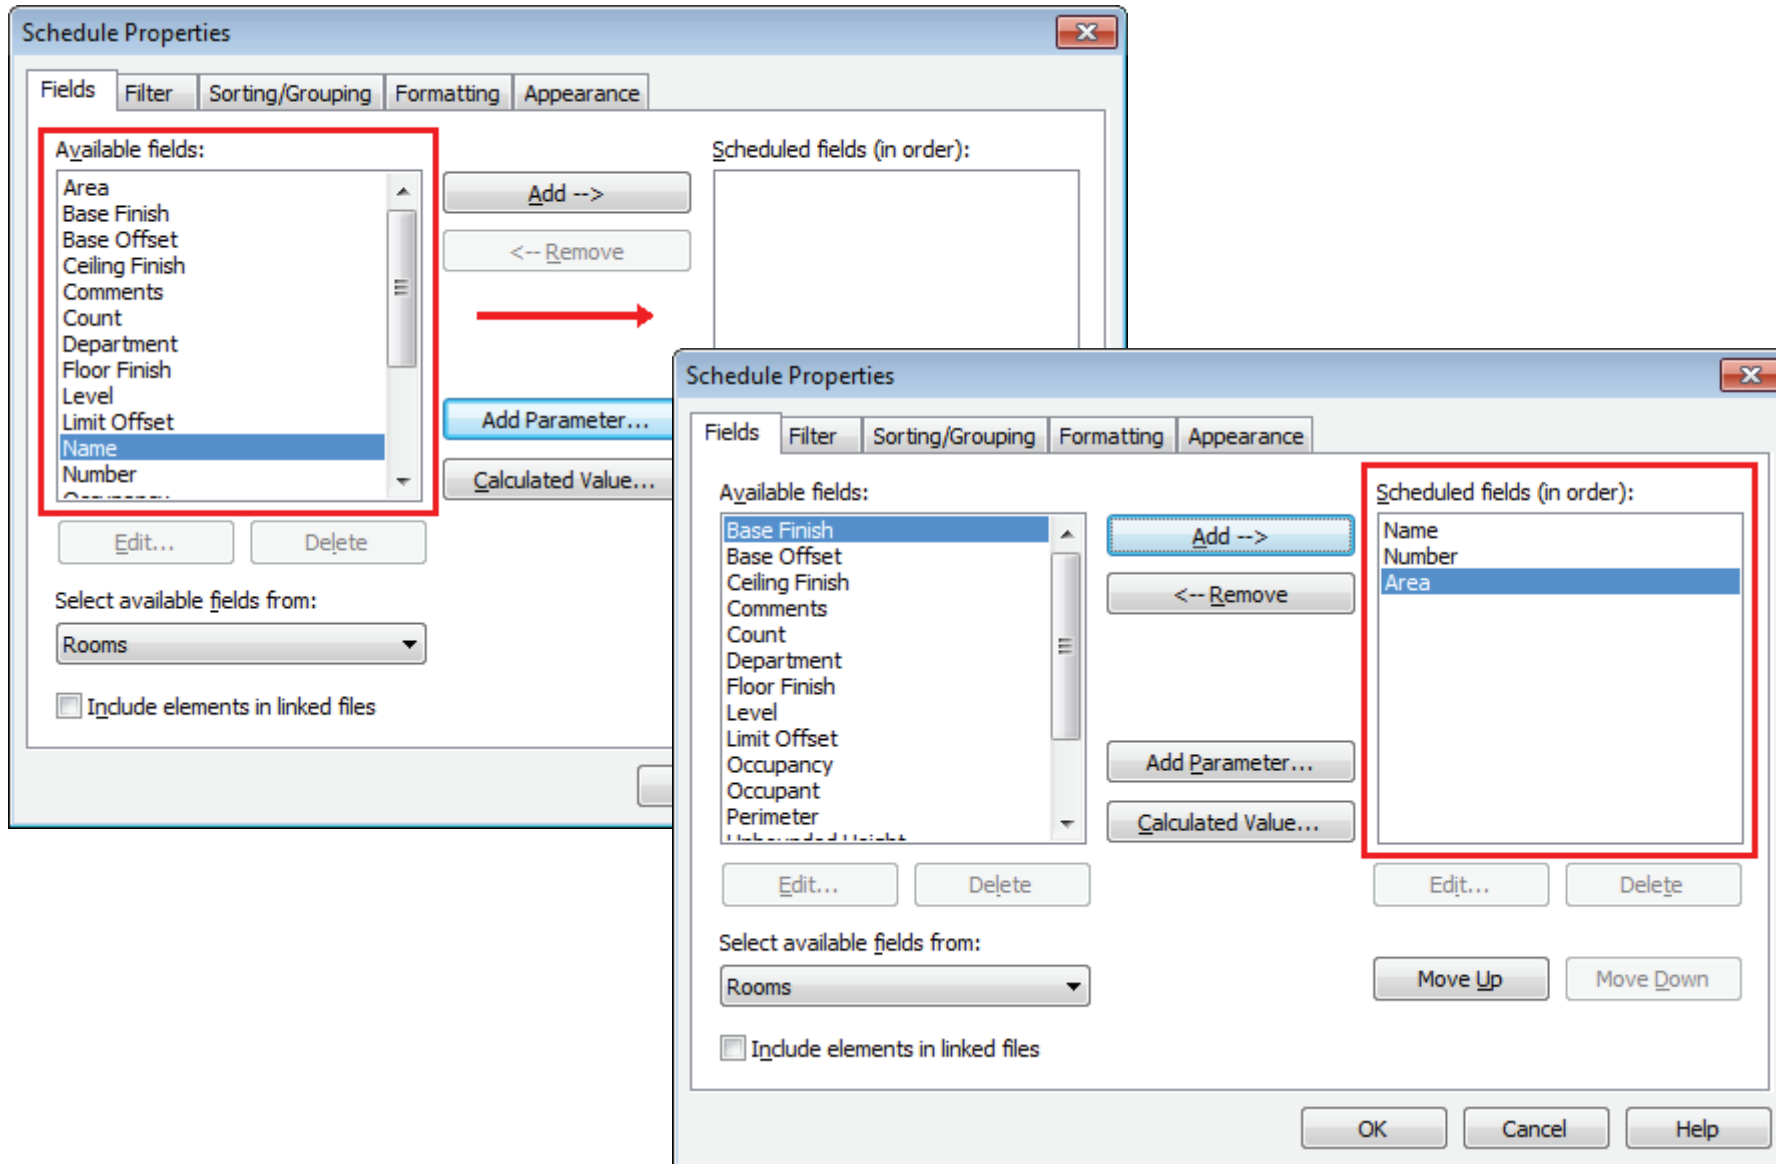 Schedule Properties
Fields
Filter
Sorting/Grouping
Formatting
Appearance
Available fields:
Area
Base Finish
Base Offset
Ceiling Finish
Comments
Count
Department
Floor Finish
Level
Limit Offset
Name
Number
Add -->
<-- Remove
Add Parameter...
Calculated Value...
Scheduled fields (in order):
Edit...
Delete
Select available fields from:
Rooms
Include elements in linked files
Schedule Properties
Fields
Filter
Sorting/Grouping
Formatting
Appearance
Available fields:
Base Finish
Base Offset
Ceiling Finish
Comments
Count
Department
Floor Finish
Level
Limit Offset
Occupancy
Occupant
Perimeter
Add -->
<-- Remove
Add Parameter...
Calculated Value...
Scheduled fields (in order):
Name
Number
Area
Edit...
Delete
Edit...
Delete
Select available fields from:
Rooms
Move Up
Move Down
Include elements in linked files
OK
Cancel
Help